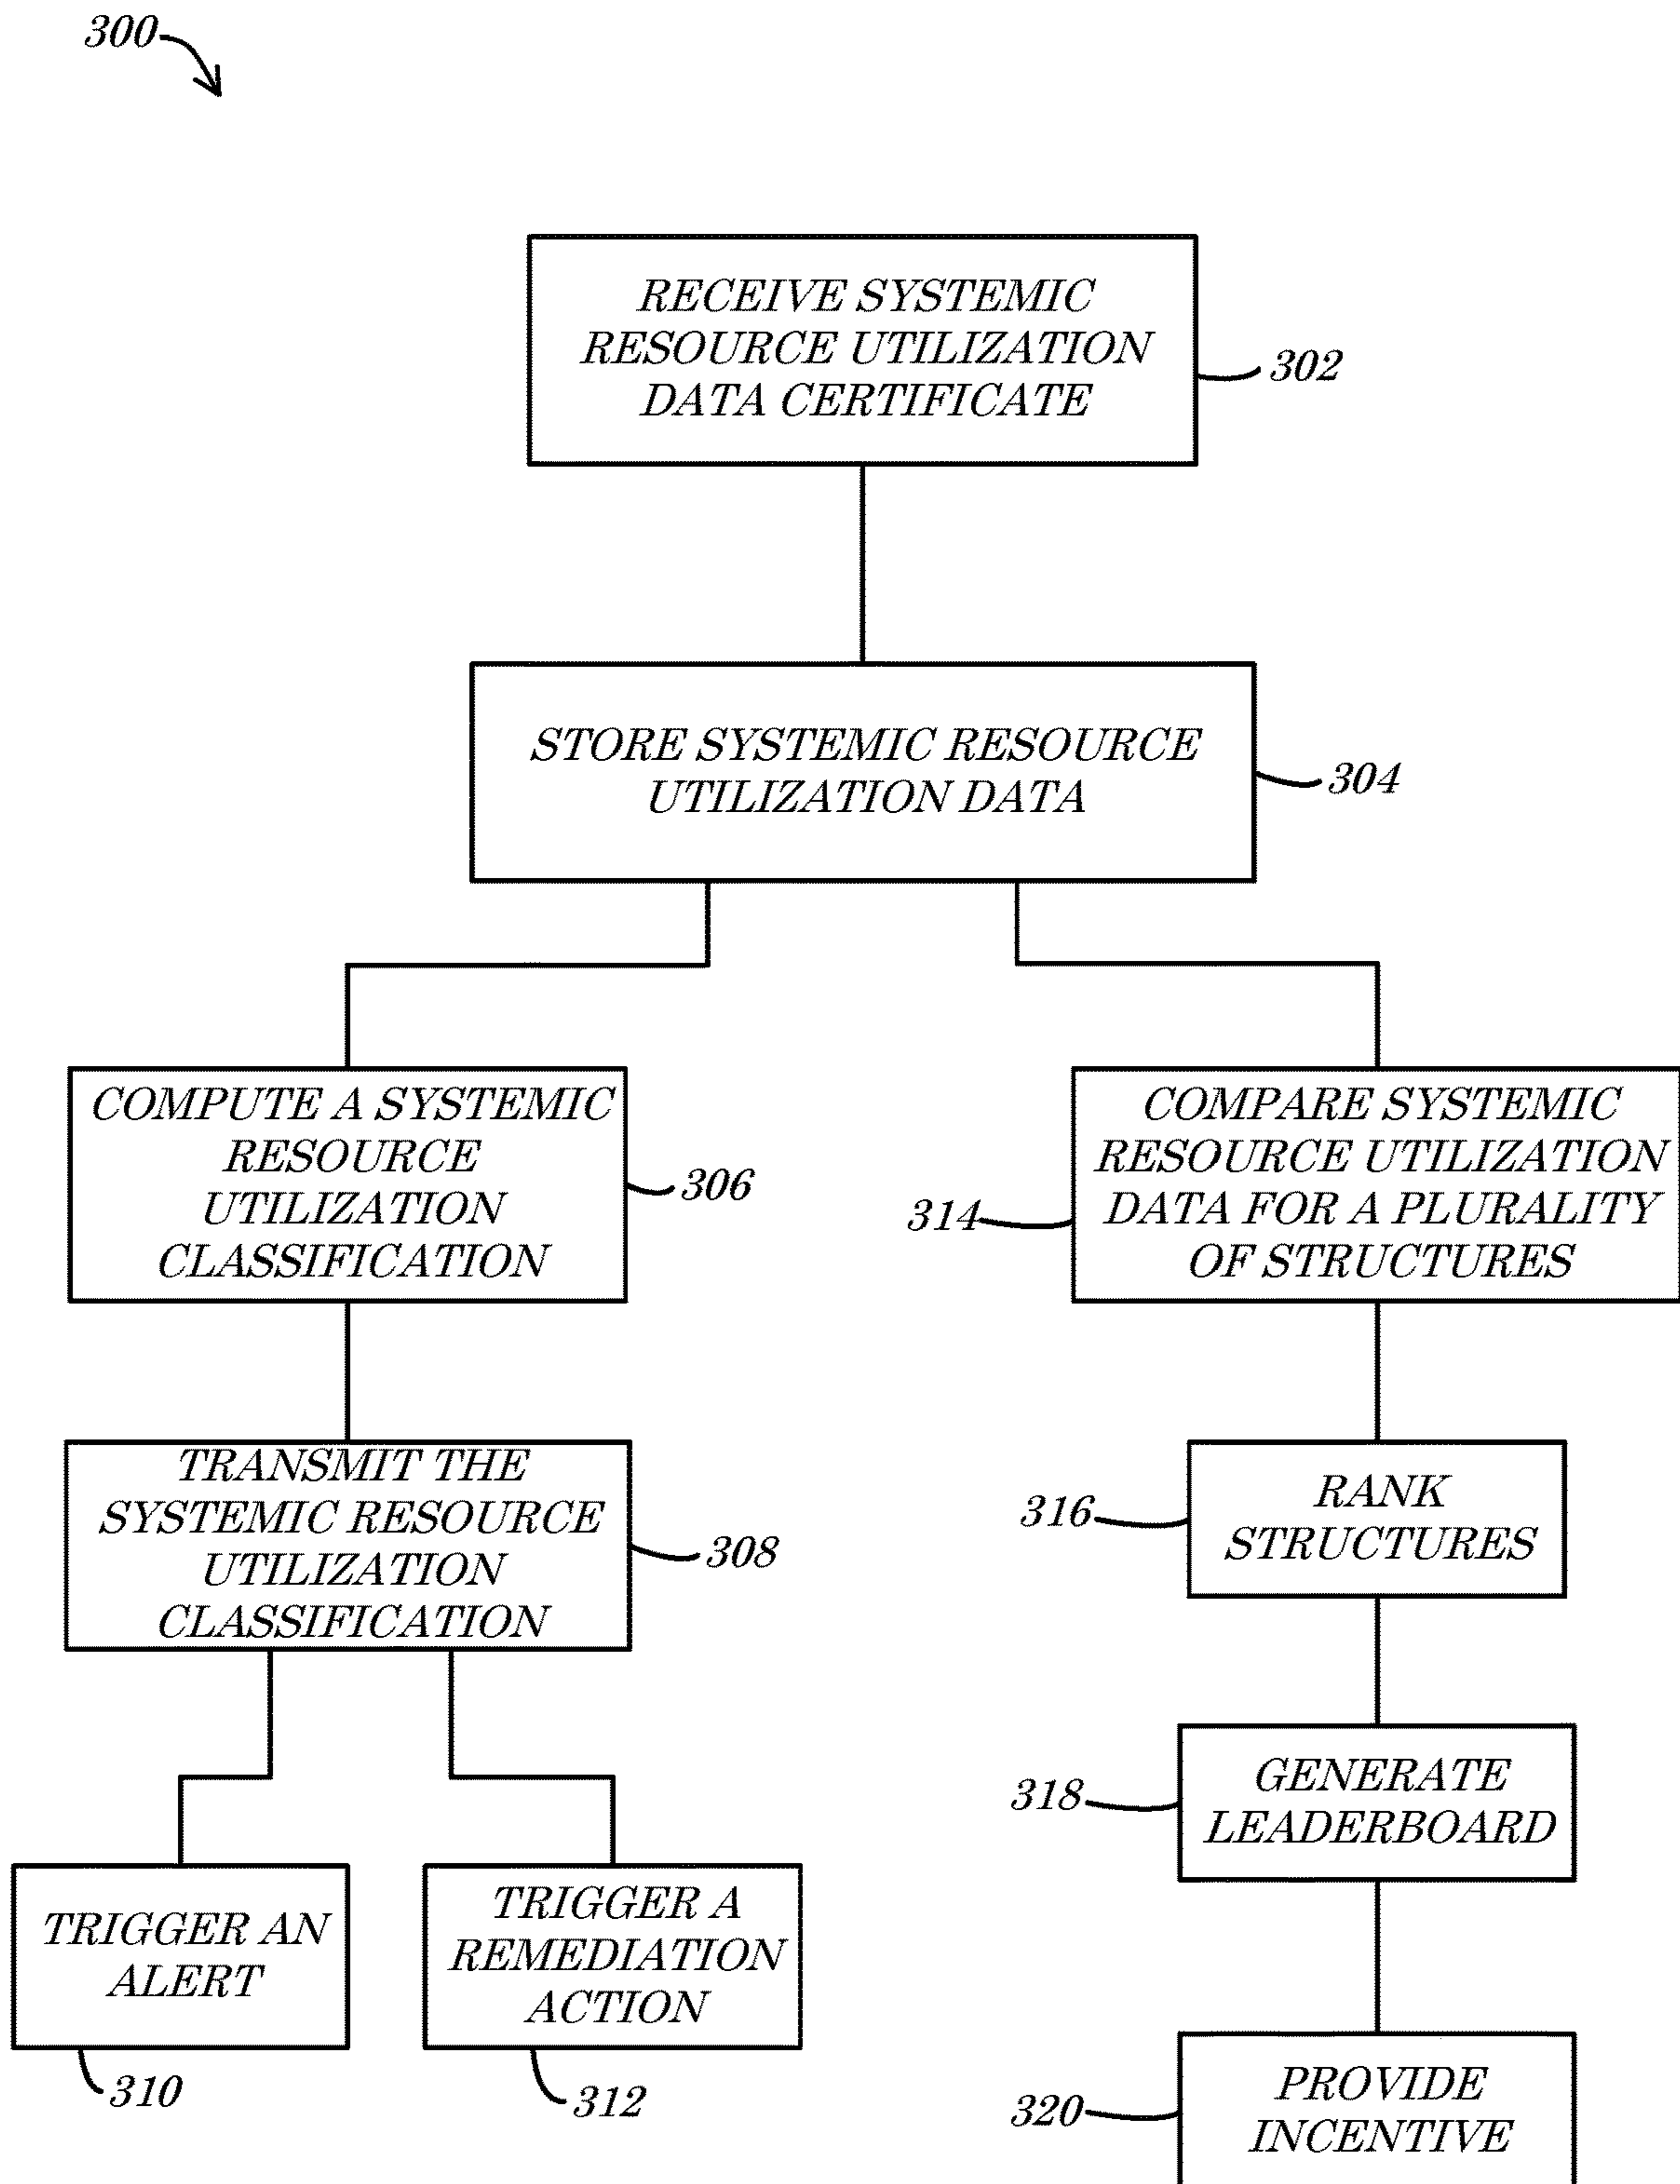 300
RECEIVE SYSTEMIC
RESOURCE UTILIZATION
DATA CERTIFICATE
302
STORE SYSTEMIC RESOURCE
UTILIZATION DATA
304
COMPUTE A SYSTEMIC
RESOURCE
UTILIZATION
CLASSIFICATION
306
TRANSMIT THE
SYSTEMIC RESOURCE
UTILIZATION
CLASSIFICATION
308
TRIGGER AN
ALERT
310
TRIGGER A
REMEDIATION
ACTION
312
COMPARE SYSTEMIC
RESOURCE UTILIZATION
DATA FOR A PLURALITY
OF STRUCTURES
314
RANK
STRUCTURES
316
GENERATE
LEADERBOARD
318
PROVIDE
INCENTIVE
320